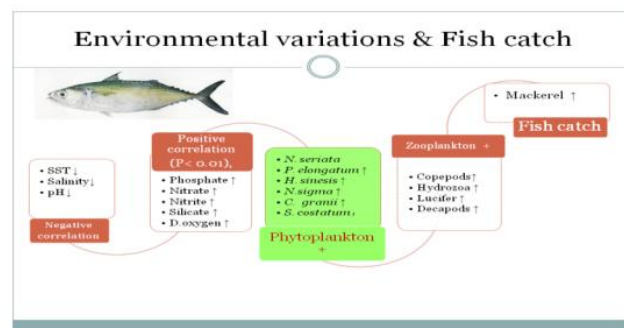 Environmental variations & Fish catch
• SST ↓
• Salinity↓
• pH↓
Negative
correlation
Positive
correlation
(P< 0.01),
• Phosphate ↑
• Nitrate ↑
• Nitrite ↑
• Silicate ↑
• D.oxygen ↑
• N. seriata
• P. elongatum ↑
• H. sinesis ↑
• N.sigma ↑
• C. granii ↑
• S. costatum↑
Phytoplankton
+
Zooplankton +
• Copepods↑
• Hydrozoa ↑
• Lucifer ↑
• Decapods ↑
• Mackerel ↑
Fish catch